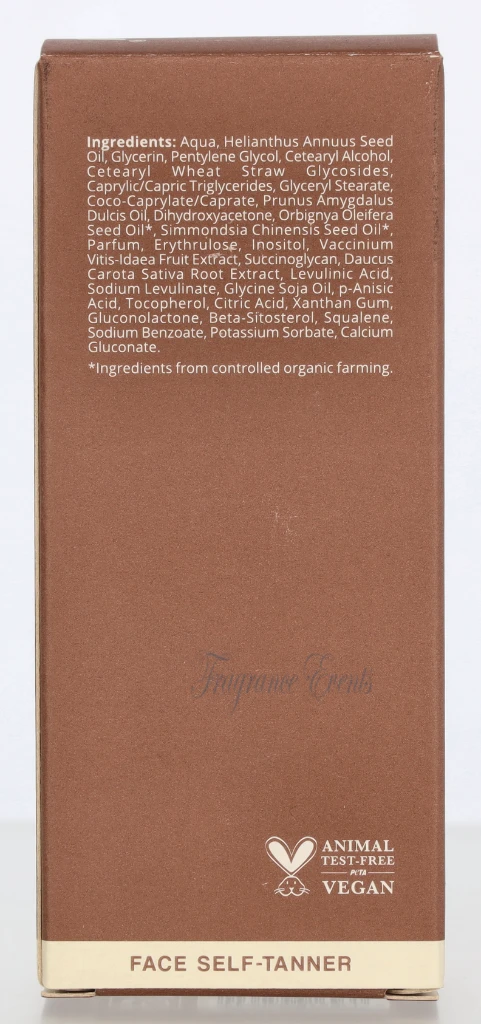 Ingredients: Aqua, Helianthus Annuus Seed
Oil, Glycerin, Pentylene Glycol, Cetearyl Alcohol,
Cetearyl Wheat Straw Glycosides,
Caprylic/Capric Triglycerides, Glyceryl Stearate,
Coco-Caprylate/Caprate, Prunus Amygdalus
Dulcis Oil, Dihydroxyacetone, Orbignya Oleifera
Seed Oil*, Simmondsia Chinensis Seed Oil*,
Parfum, Erythrulose, Inositol, Vaccinium
Vitis-Idaea Fruit Extract, Succinoglycan, Daucus
Carota Sativa Root Extract, Levulinic Acid,
Sodium Levulinate, Glycine Soja Oil, p-Anisic
Acid, Tocopherol, Citric Acid, Xanthan Gum,
Gluconolactone, Beta-Sitosterol, Squalene,
Sodium Benzoate, Potassium Sorbate, Calcium
Gluconate.
*Ingredients from controlled organic farming.
Fragrance Events
ANIMAL
TEST-FREE
PETA
VEGAN
FACE SELF-TANNER